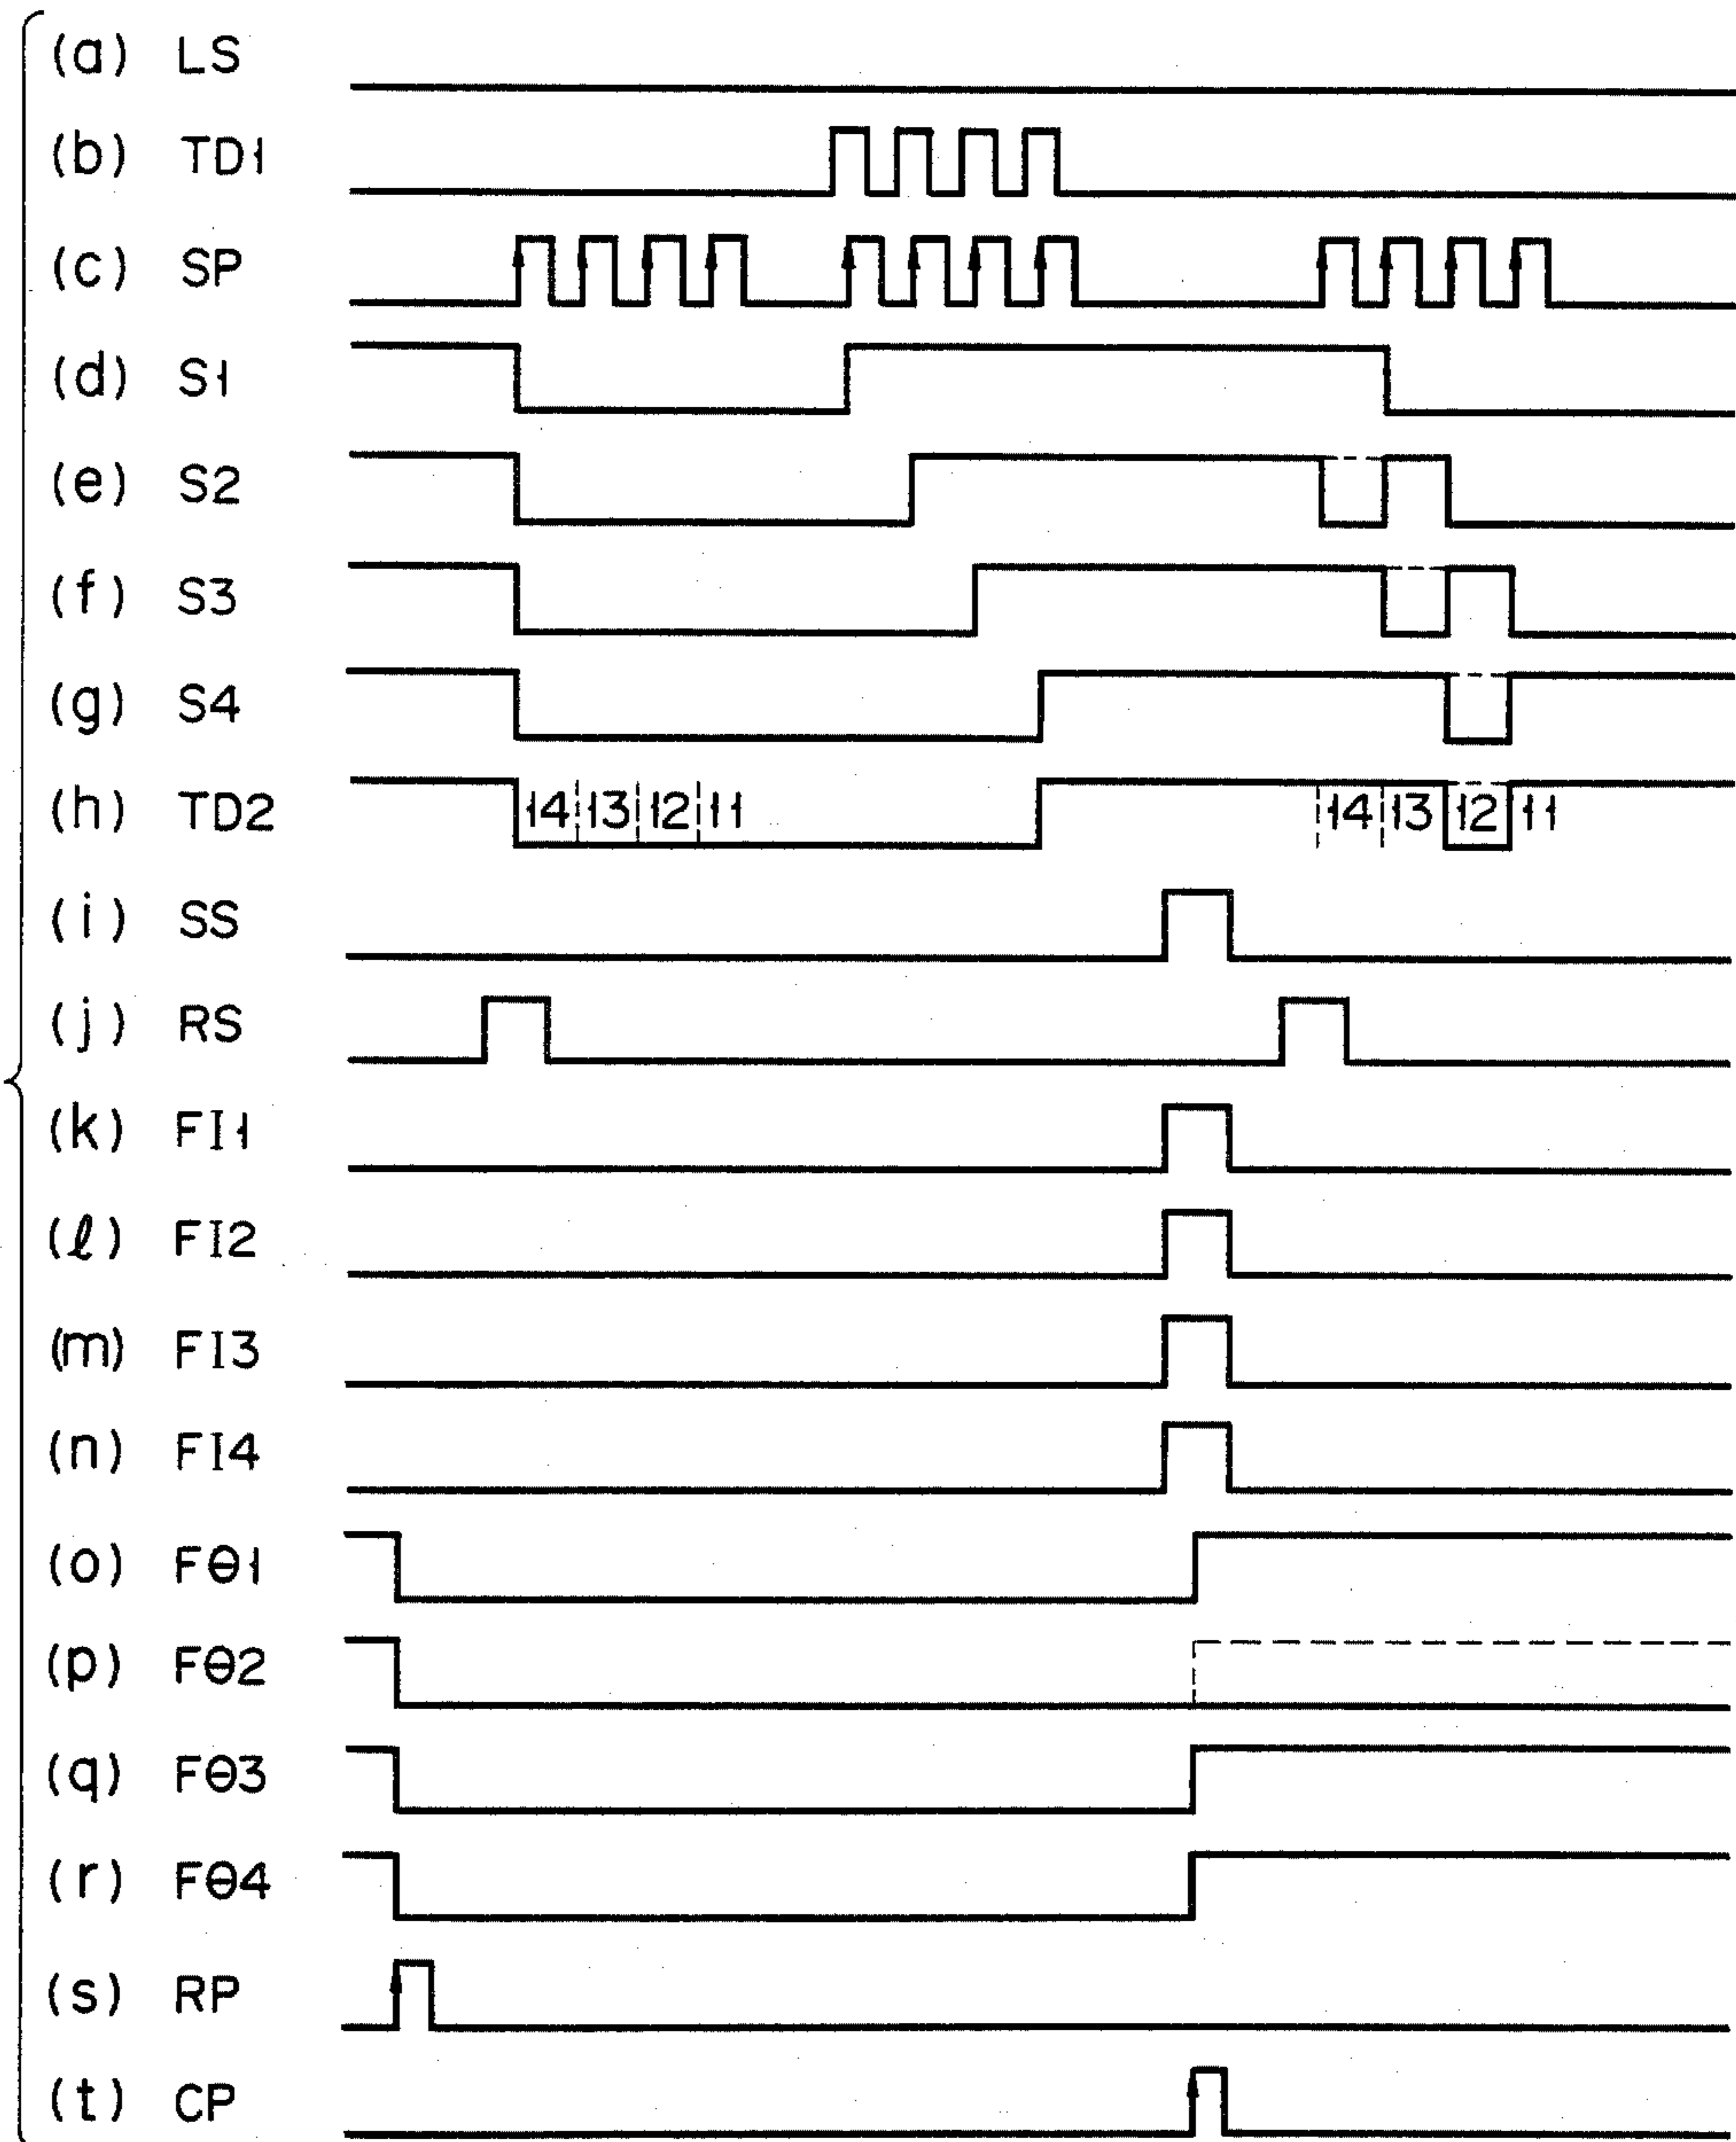 (a) LS
(b) TD1
(c) SP
(d) S1
(e) S2
(f) S3
(g) S4
(h) TD2 14 13 12 11 14 13 12 11
(i) SS
(j) RS
(k) FI1
(ℓ) FI2
(m) FI3
(n) FI4
(o) FΘ1
(p) FΘ2
(q) FΘ3
(r) FΘ4
(s) RP
(t) CP